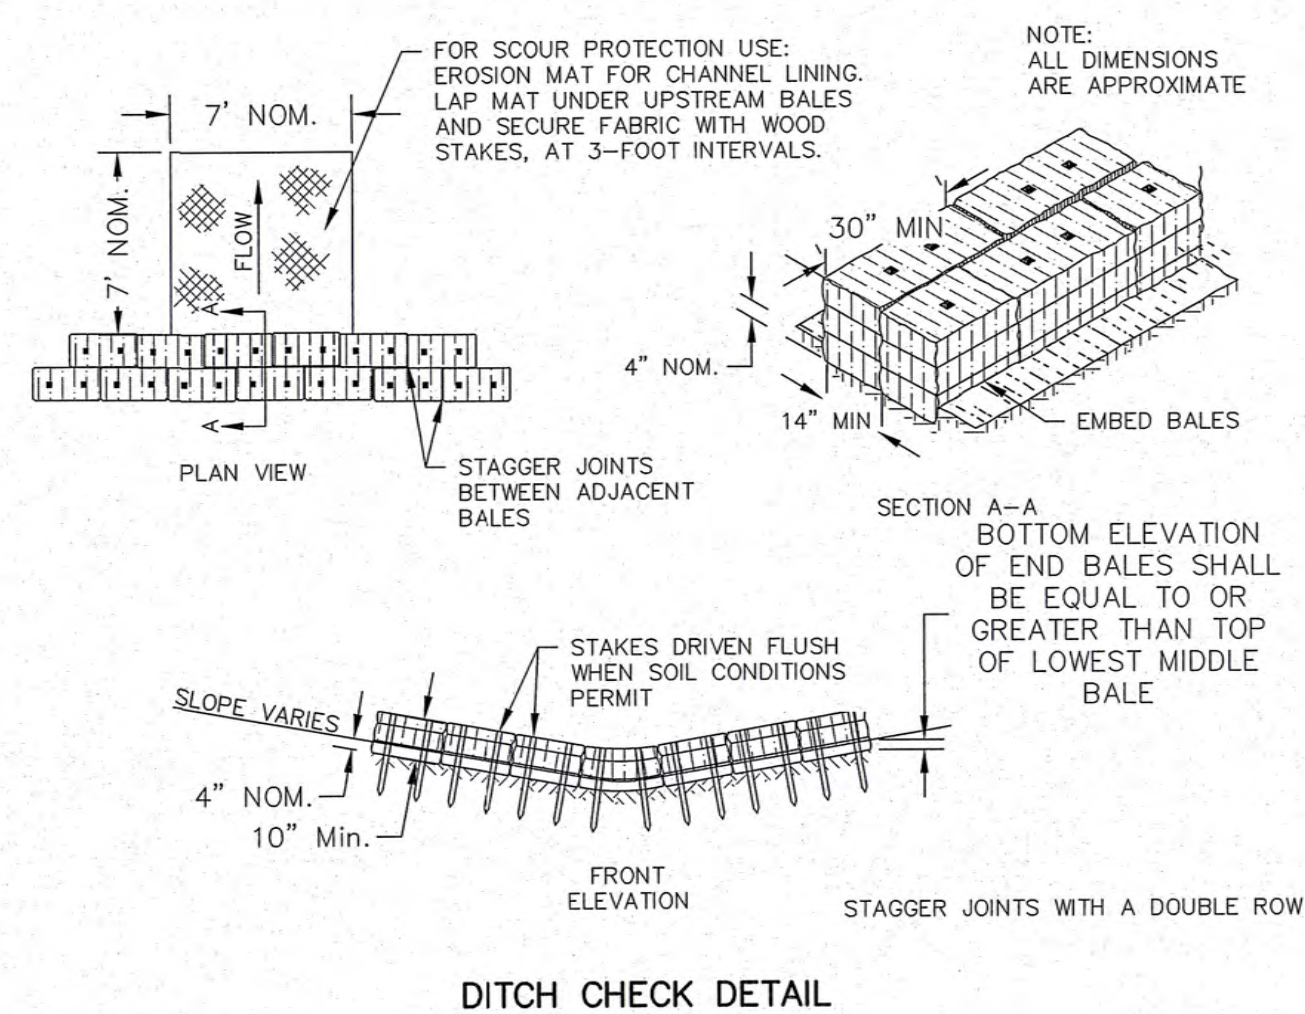 FOR SCOUR PROTECTION USE:
EROSION MAT FOR CHANNEL LINING.
LAP MAT UNDER UPSTREAM BALES
AND SECURE FABRIC WITH WOOD
STAKES, AT 3-FOOT INTERVALS.
NOTE:
ALL DIMENSIONS
ARE APPROXIMATE
7' NOM.
7' NOM.
FLOW
A
A
PLAN VIEW
STAGGER JOINTS
BETWEEN ADJACENT
BALES
30" MIN
4" NOM.
14" MIN
EMBED BALES
SECTION A-A
BOTTOM ELEVATION
OF END BALES SHALL
BE EQUAL TO OR
GREATER THAN TOP
OF LOWEST MIDDLE
BALE
STAKES DRIVEN FLUSH
WHEN SOIL CONDITIONS
PERMIT
SLOPE VARIES
4" NOM.
10" Min.
FRONT
ELEVATION
STAGGER JOINTS WITH A DOUBLE ROW
DITCH CHECK DETAIL